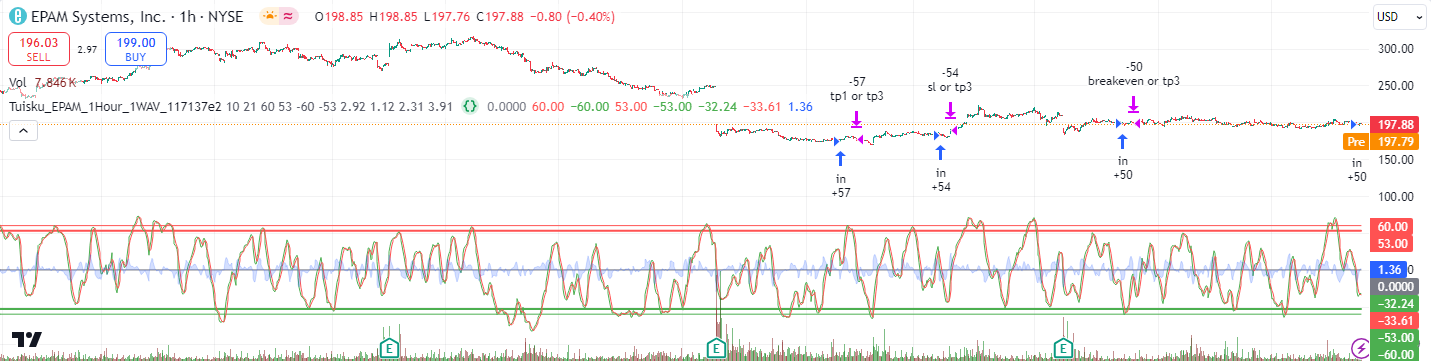 EPAM Systems, Inc. · 1h · NYSE O198.85 H198.85 L197.76 C197.88 −0.80 (−0.40%)
USD
196.03 SELL 2.97 199.00 BUY
300.00
Vol 7.846K
250.00
Tuisku_EPAM_1Hour_1WAV_117137e2 10 21 60 53 -60 -53 2.92 1.12 2.31 3.91 0.0000 60.00 −60.00 53.00 −53.00 −32.24 −33.61 1.36
-57
tp1 or tp3
-54
sl or tp3
-50
breakeven or tp3
197.88
Pre 197.79
150.00
100.00
in
+57
in
+54
in
+50
in
+50
60.00
53.00
1.36
0.0000
−32.24
−33.61
−53.00
−60.00
E
E
E